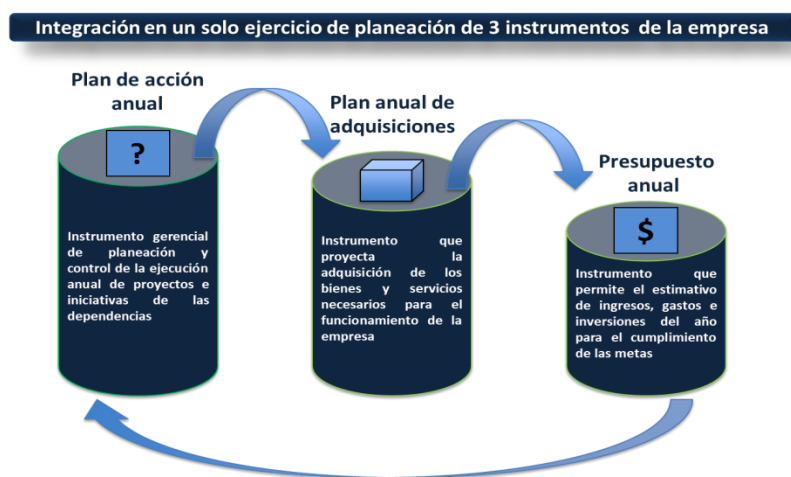 Integración en un solo ejercicio de planeación de 3 instrumentos de la empresa
Plan de acción
anual
?
Instrumento gerencial
de planeación y
control de la ejecución
anual de proyectos e
iniciativas de las
dependencias
Plan anual de
adquisiciones
Instrumento que
proyecta la
adquisición de los
bienes y servicios
necesarios para el
funcionamiento de la
empresa
Presupuesto
anual
$
Instrumento que
permite el estimativo
de ingresos, gastos e
inversiones del año
para el cumplimiento
de las metas